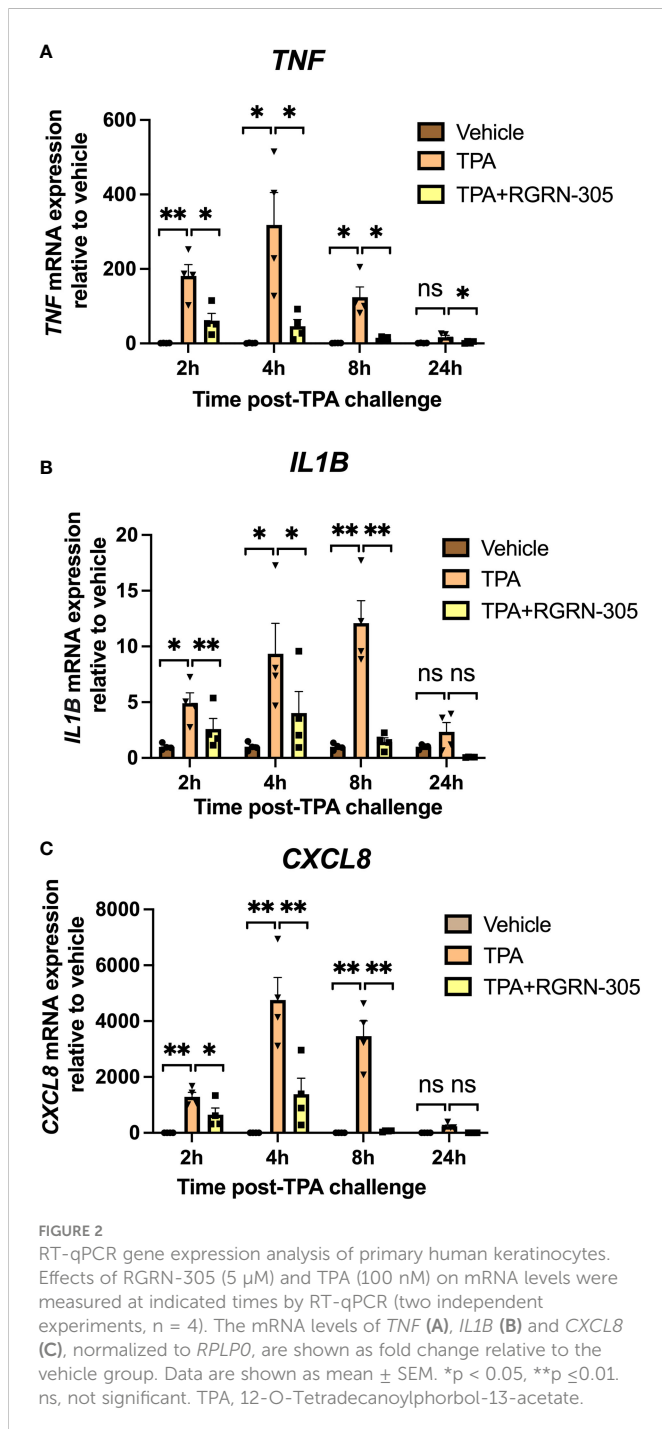 A
TNF
TNF mRNA expression
relative to vehicle
600
400
200
0
** *
* *
* *
ns *
Vehicle
TPA
TPA+RGRN-305
2h 4h 8h 24h
Time post-TPA challenge
B
IL1B
IL1B mRNA expression
relative to vehicle
20
15
10
5
0
* **
* *
** **
ns ns
Vehicle
TPA
TPA+RGRN-305
2h 4h 8h 24h
Time post-TPA challenge
C
CXCL8
CXCL8 mRNA expression
relative to vehicle
8000
6000
4000
2000
0
** *
** **
** **
ns ns
Vehicle
TPA
TPA+RGRN-305
2h 4h 8h 24h
Time post-TPA challenge
FIGURE 2
RT-qPCR gene expression analysis of primary human keratinocytes.
Effects of RGRN-305 (5 µM) and TPA (100 nM) on mRNA levels were
measured at indicated times by RT-qPCR (two independent
experiments, n = 4). The mRNA levels of TNF (A), IL1B (B) and CXCL8
(C), normalized to RPLP0, are shown as fold change relative to the
vehicle group. Data are shown as mean ± SEM. *p < 0.05, **p ≤0.01.
ns, not significant. TPA, 12-O-Tetradecanoylphorbol-13-acetate.